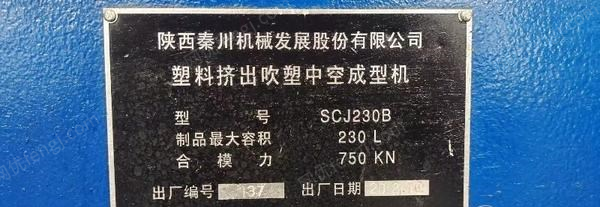 陕西秦川机械发展股份有限公司
塑料挤出吹塑中空成型机
型 号 SCJ230B
制品最大容积 230 L
合 模 力 750 KN
出厂编号 137 出厂日期